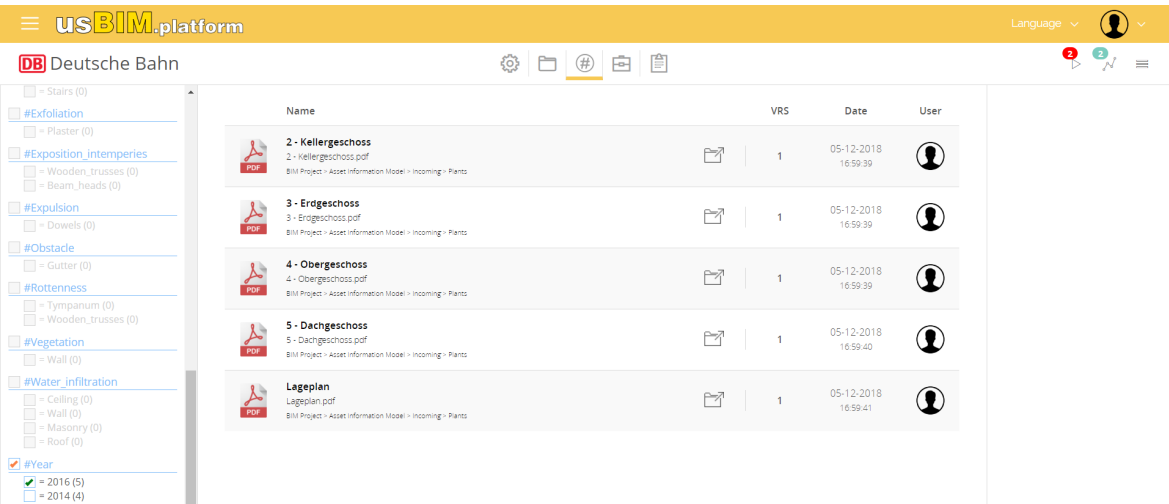 usBIM.platform
Language
DB Deutsche Bahn
#
2
2
= Stairs (0)
#Exfoliation
= Plaster (0)
#Exposition_intemperies
= Wooden_trusses (0)
= Beam_heads (0)
#Expulsion
= Dowels (0)
#Obstacle
= Gutter (0)
#Rottenness
= Tympanum (0)
= Wooden_trusses (0)
#Vegetation
= Wall (0)
#Water_infiltration
= Ceiling (0)
= Wall (0)
= Masonry (0)
= Roof (0)
#Year
= 2016 (5)
= 2014 (4)
Name VRS Date User
PDF
2 - Kellergeschoss
2 - Kellergeschoss.pdf
BIM Project > Asset Information Model > Incoming > Plants
1
05-12-2018
16:59:39
PDF
3 - Erdgeschoss
3 - Erdgeschoss.pdf
BIM Project > Asset Information Model > Incoming > Plants
1
05-12-2018
16:59:39
PDF
4 - Obergeschoss
4 - Obergeschoss.pdf
BIM Project > Asset Information Model > Incoming > Plants
1
05-12-2018
16:59:39
PDF
5 - Dachgeschoss
5 - Dachgeschoss.pdf
BIM Project > Asset Information Model > Incoming > Plants
1
05-12-2018
16:59:40
PDF
Lageplan
Lageplan.pdf
BIM Project > Asset Information Model > Incoming > Plants
1
05-12-2018
16:59:41